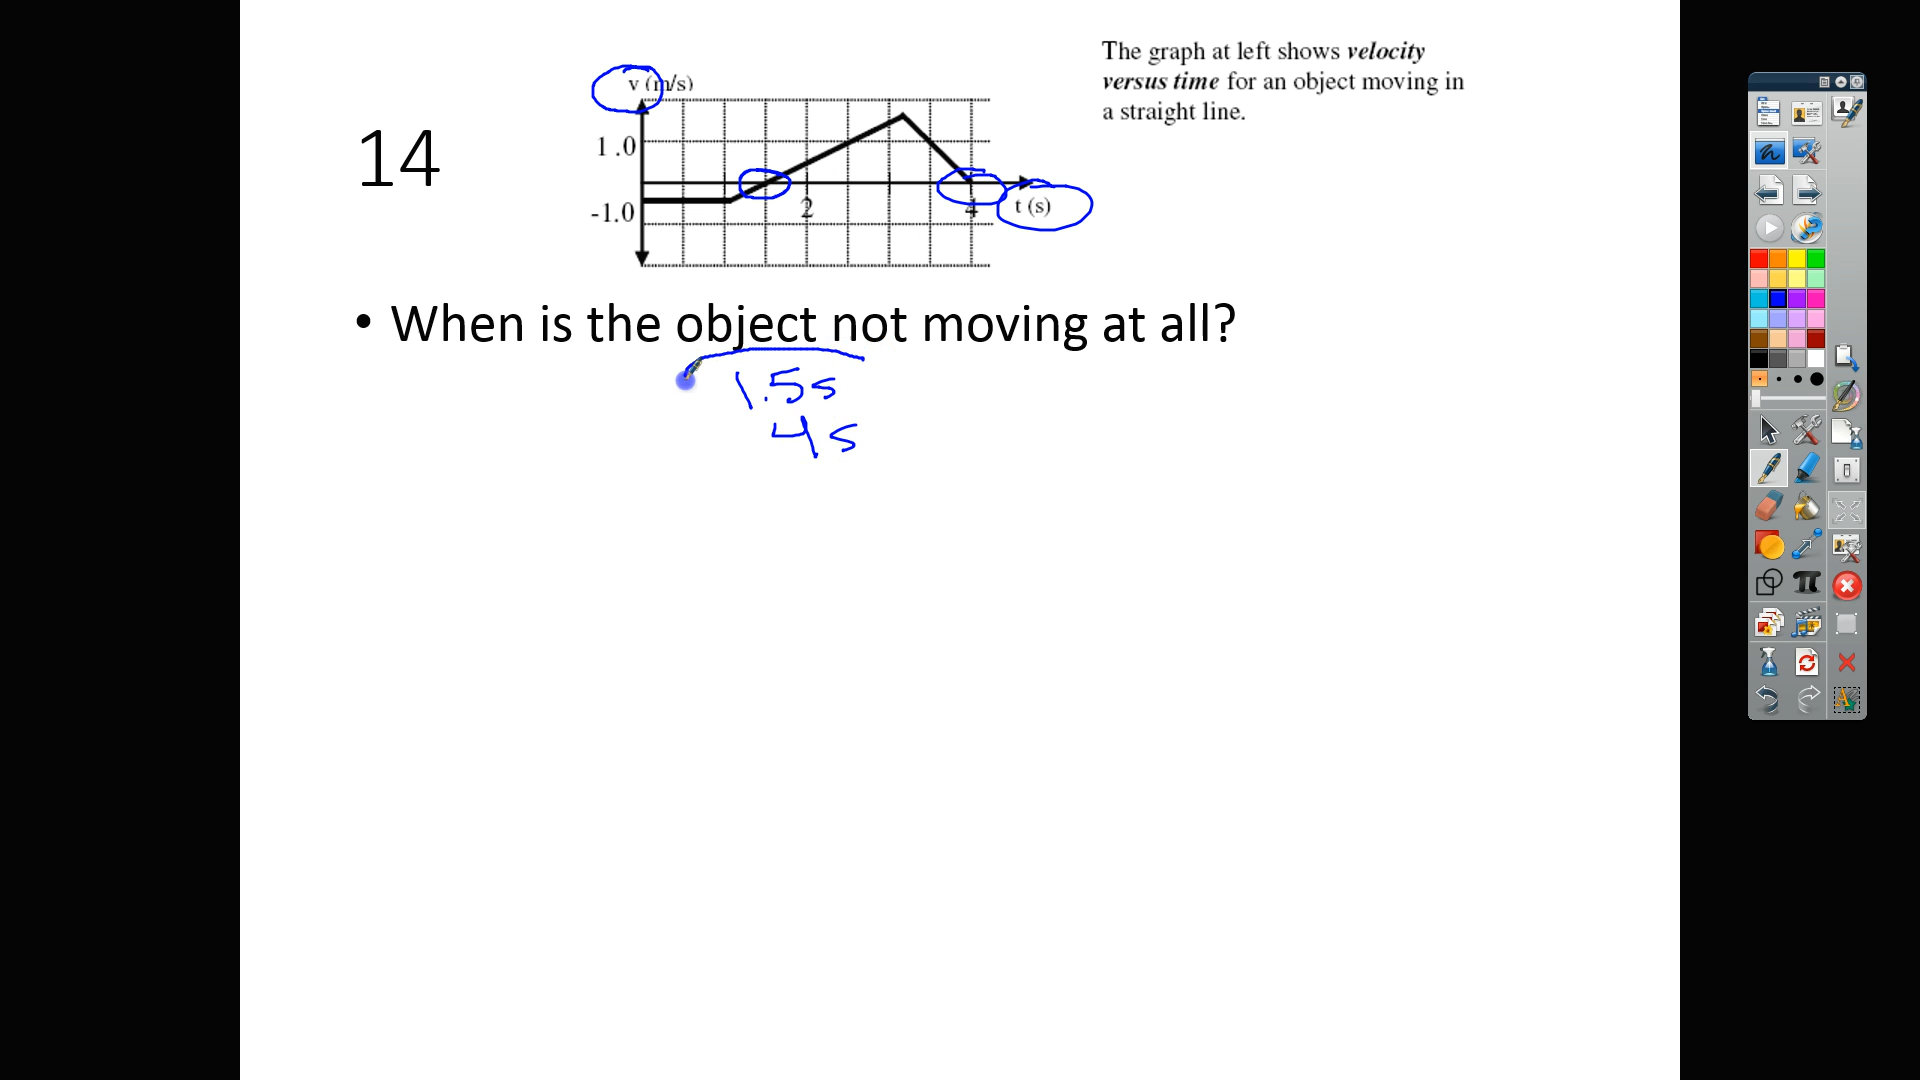 The graph at left shows velocity
versus time for an object moving in
a straight line.
v (m/s)
14
1.0
-1.0
2
4
t (s)
• When is the object not moving at all?
1.5s
4s